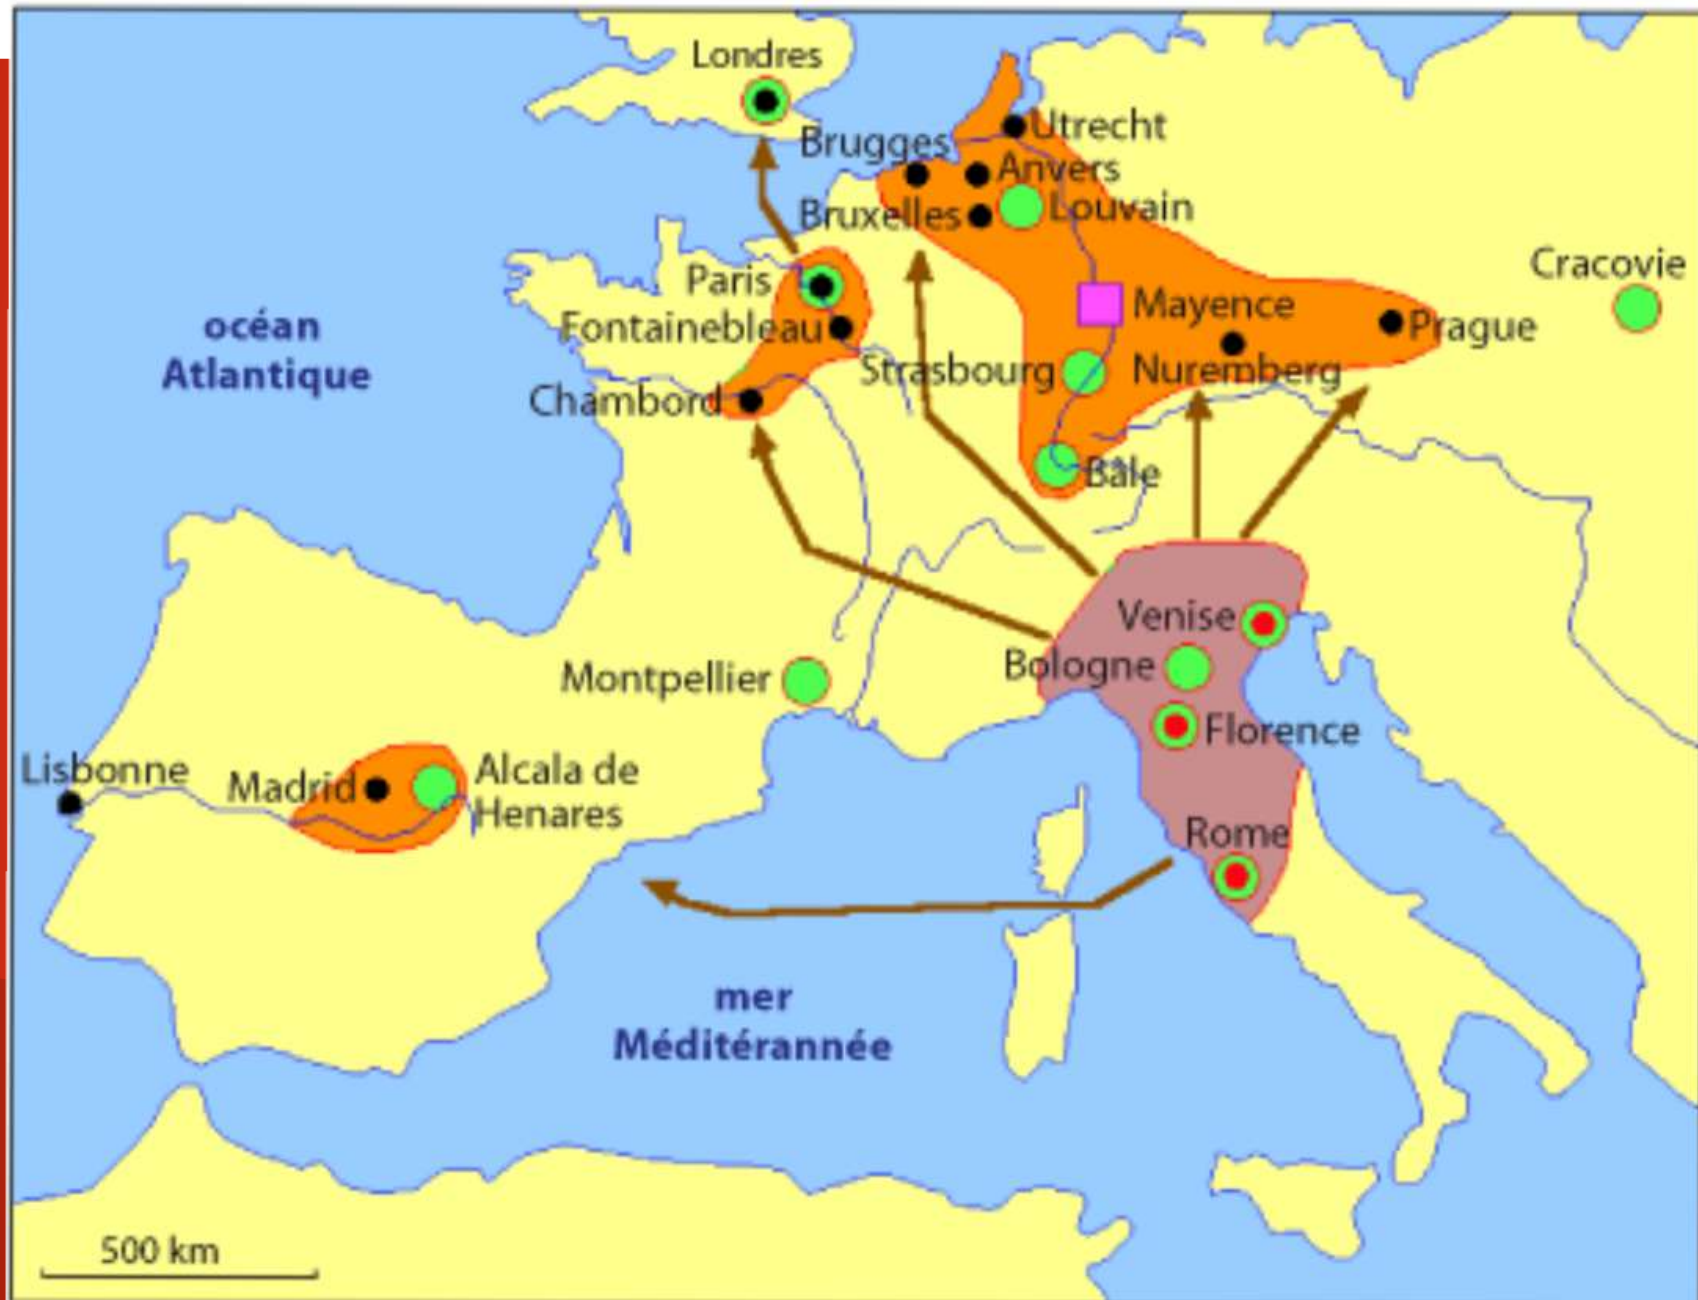 Londres
Utrecht
Brugges
Anvers
Louvain
Bruxelles
Cracovie
Paris
Mayence
océan
Atlantique
Fontainebleau
Prague
Strasbourg
Nuremberg
Chambord
Bâle
Venise
Bologne
Montpellier
Florence
Lisbonne
Madrid
Alcala de
Henares
Rome
mer
Méditérannée
500 km